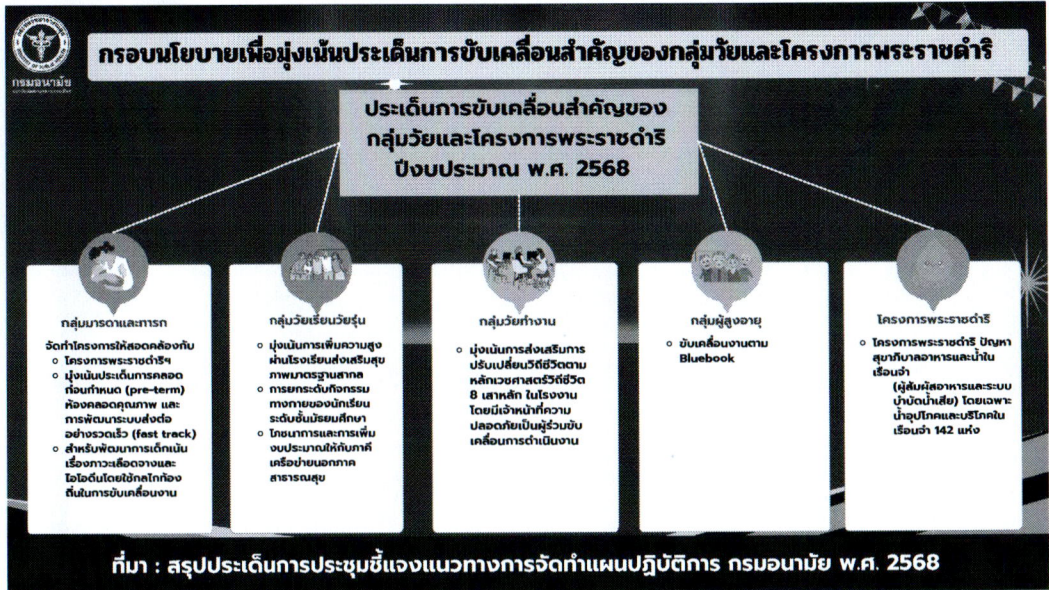 กรมอนามัย
กรอบนโยบายเพื่อมุ่งเน้นประเด็นการขับเคลื่อนสำคัญของกลุ่มวัยและโครงการพระราชดำริ
ประเด็นการขับเคลื่อนสำคัญของ
กลุ่มวัยและโครงการพระราชดำริ
ปีงบประมาณ พ.ศ. 2568
กลุ่มมารดาและทารก
จัดทำโครงการให้สอดคล้องกับ
โครงการพระราชดำริฯ
มุ่งเน้นประเด็นการคลอด
ก่อนกำหนด (pre-term)
ห้องคลอดคุณภาพ และ
การพัฒนาระบบส่งต่อ
อย่างรวดเร็ว (fast track)
สำหรับพัฒนาการเด็กเน้น
เรื่องภาวะเลือดจางและ
ไอโอดีนโดยใช้กลไกท้อง
ถิ่นในการขับเคลื่อนงาน
กลุ่มวัยเรียนวัยรุ่น
มุ่งเน้นการเพิ่มความสูง
ผ่านโรงเรียนส่งเสริมสุข
ภาพมาตรฐานสากล
การยกระดับกิจกรรม
ทางกายของนักเรียน
ระดับชั้นมัธยมศึกษา
โภชนาการและการเพิ่ม
งบประมาณให้กับภาคี
เครือข่ายนอกภาค
สาธารณสุข
กลุ่มวัยทำงาน
มุ่งเน้นการส่งเสริมการ
ปรับเปลี่ยนวิถีชีวิตตาม
หลักเวชศาสตร์วิถีชีวิต
8 เสาหลัก ในโรงงาน
โดยมีเจ้าหน้าที่ความ
ปลอดภัยเป็นผู้ร่วมขับ
เคลื่อนการดำเนินงาน
กลุ่มผู้สูงอายุ
ขับเคลื่อนงานตาม
Bluebook
โครงการพระราชดำริ
โครงการพระราชดำริ ปัญหา
สุขาภิบาลอาหารและน้ำใน
เรือนจำ
(ผู้สัมผัสอาหารและระบบ
บำบัดน้ำเสีย) โดยเฉพาะ
น้ำอุปโภคและบริโภคใน
เรือนจำ 142 แห่ง
ที่มา : สรุปประเด็นการประชุมชี้แจงแนวทางการจัดทำแผนปฏิบัติการ กรมอนามัย พ.ศ. 2568